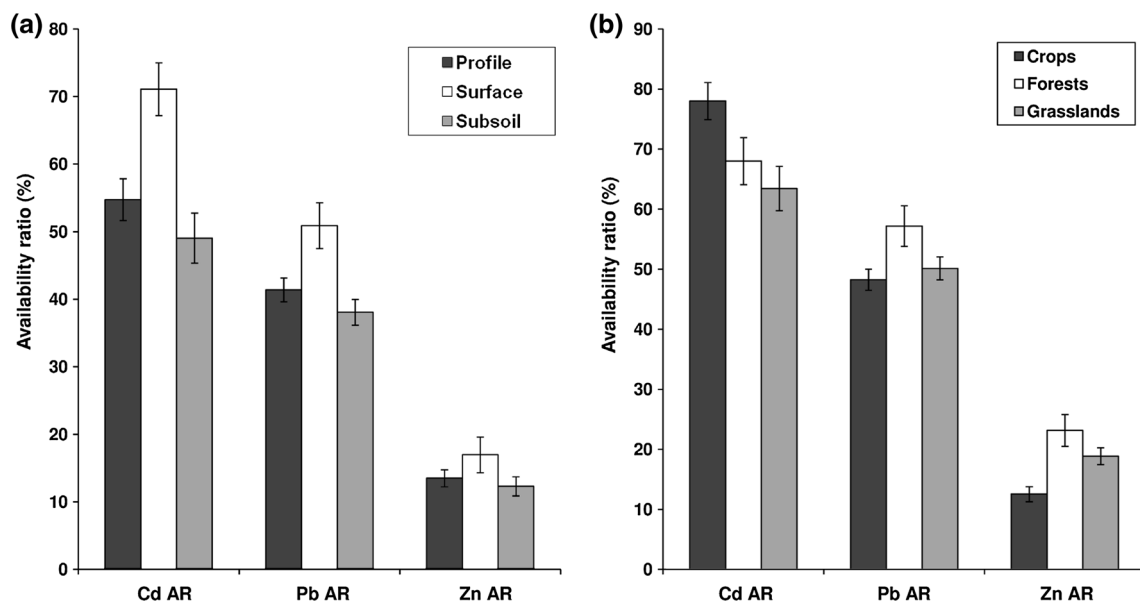 (a)
Availability ratio (%)
80
70
60
50
40
30
20
10
0
Profile
Surface
Subsoil
Cd AR Pb AR Zn AR
(b)
Availability ratio (%)
90
80
70
60
50
40
30
20
10
0
Crops
Forests
Grasslands
Cd AR Pb AR Zn AR